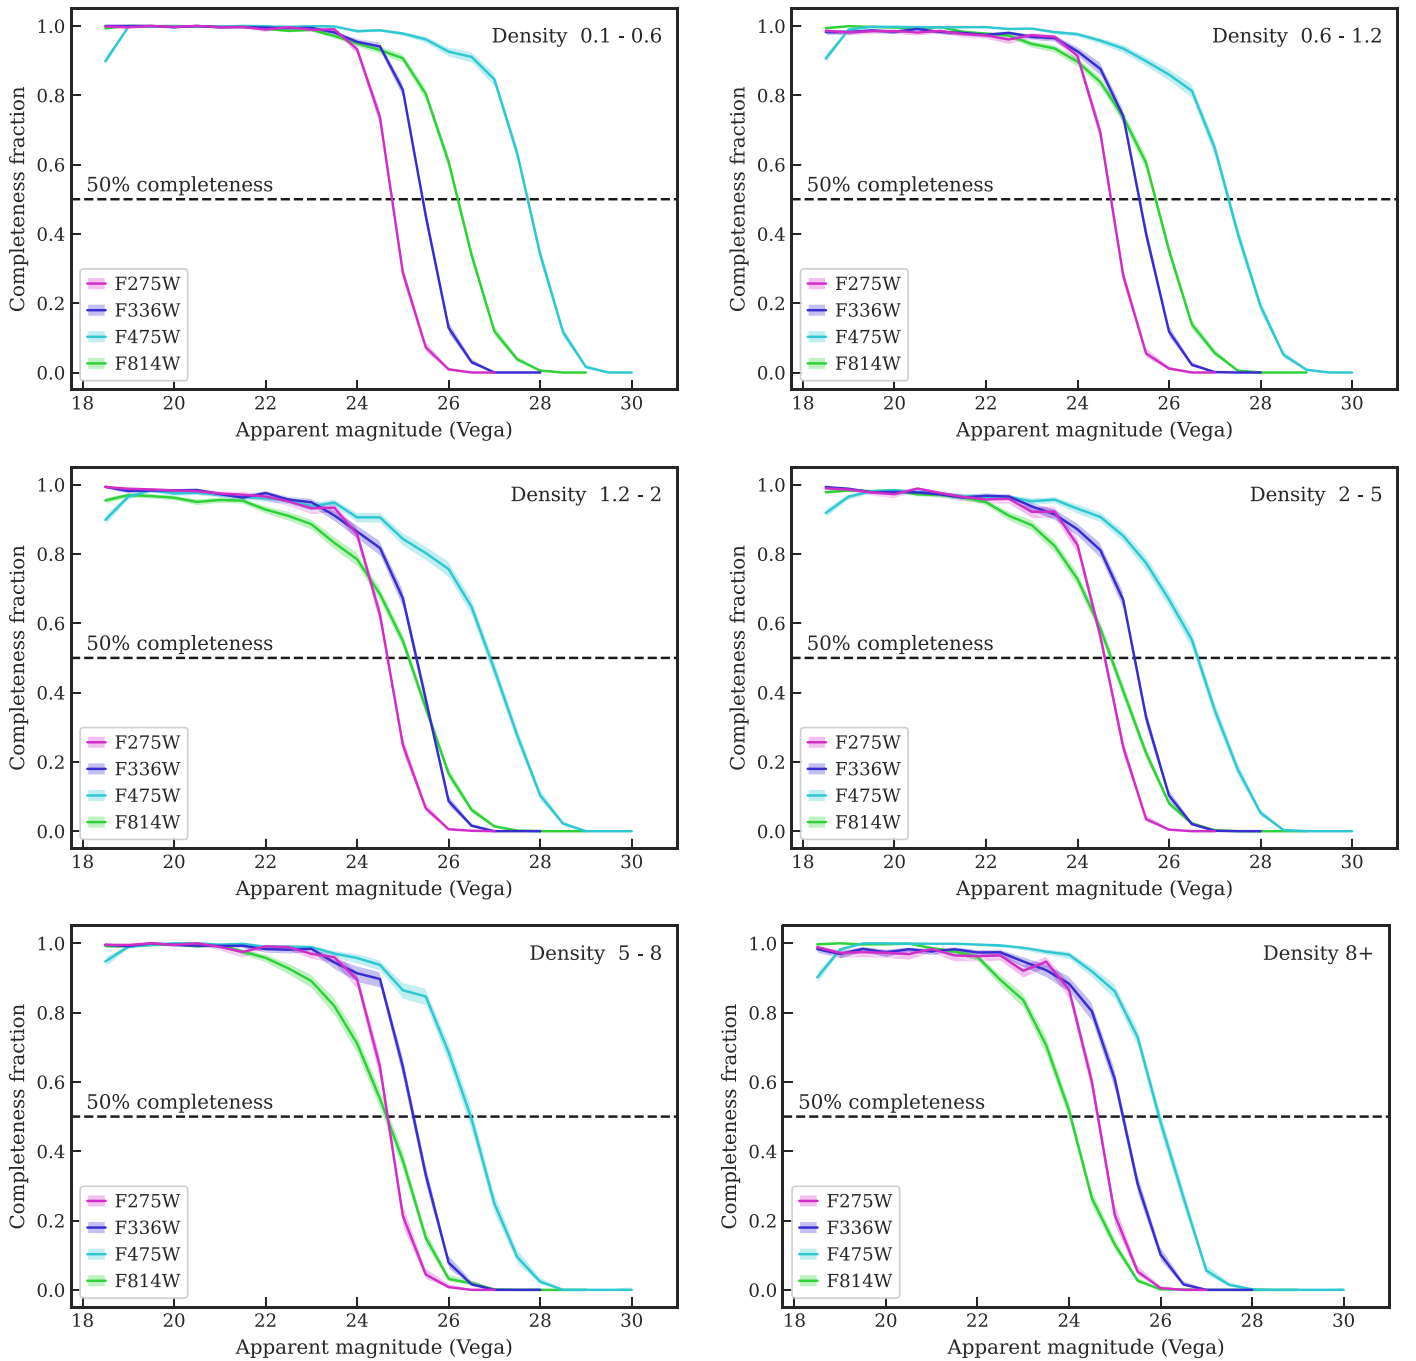 Density 0.1 - 0.6
Completeness fraction
1.0
0.8
0.6
0.4
0.2
0.0
50% completeness
F275W
F336W
F475W
F814W
18 20 22 24 26 28 30
Apparent magnitude (Vega)
Density 0.6 - 1.2
Completeness fraction
1.0
0.8
0.6
0.4
0.2
0.0
50% completeness
F275W
F336W
F475W
F814W
18 20 22 24 26 28 30
Apparent magnitude (Vega)
Density 1.2 - 2
Completeness fraction
1.0
0.8
0.6
0.4
0.2
0.0
50% completeness
F275W
F336W
F475W
F814W
18 20 22 24 26 28 30
Apparent magnitude (Vega)
Density 2 - 5
Completeness fraction
1.0
0.8
0.6
0.4
0.2
0.0
50% completeness
F275W
F336W
F475W
F814W
18 20 22 24 26 28 30
Apparent magnitude (Vega)
Density 5 - 8
Completeness fraction
1.0
0.8
0.6
0.4
0.2
0.0
50% completeness
F275W
F336W
F475W
F814W
18 20 22 24 26 28 30
Apparent magnitude (Vega)
Density 8+
Completeness fraction
1.0
0.8
0.6
0.4
0.2
0.0
50% completeness
F275W
F336W
F475W
F814W
18 20 22 24 26 28 30
Apparent magnitude (Vega)